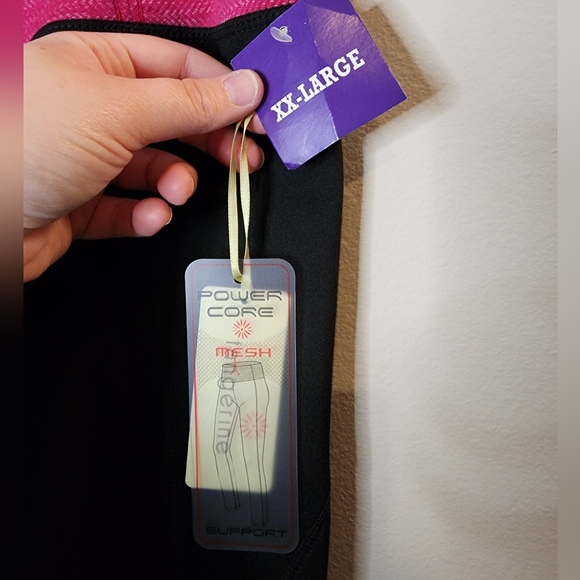 XX-LARGE
POWER
CORE
MESH
tangerine
SUPPORT